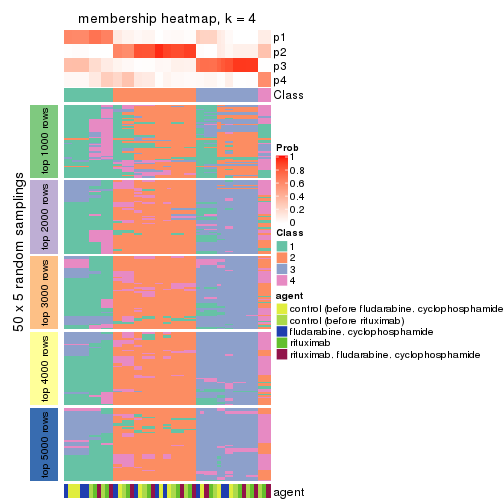 membership heatmap, k = 4
p1
p2
p3
p4
Class
50 x 5 random samplings
top 1000 rows
top 2000 rows
top 3000 rows
top 4000 rows
top 5000 rows
agent
Prob
1
0.8
0.6
0.4
0.2
0
Class
1
2
3
4
agent
control (before fludarabine. cyclophosphamide
control (before rituximab)
fludarabine. cyclophosphamide
rituximab
rituximab. fludarabine. cyclophosphamide